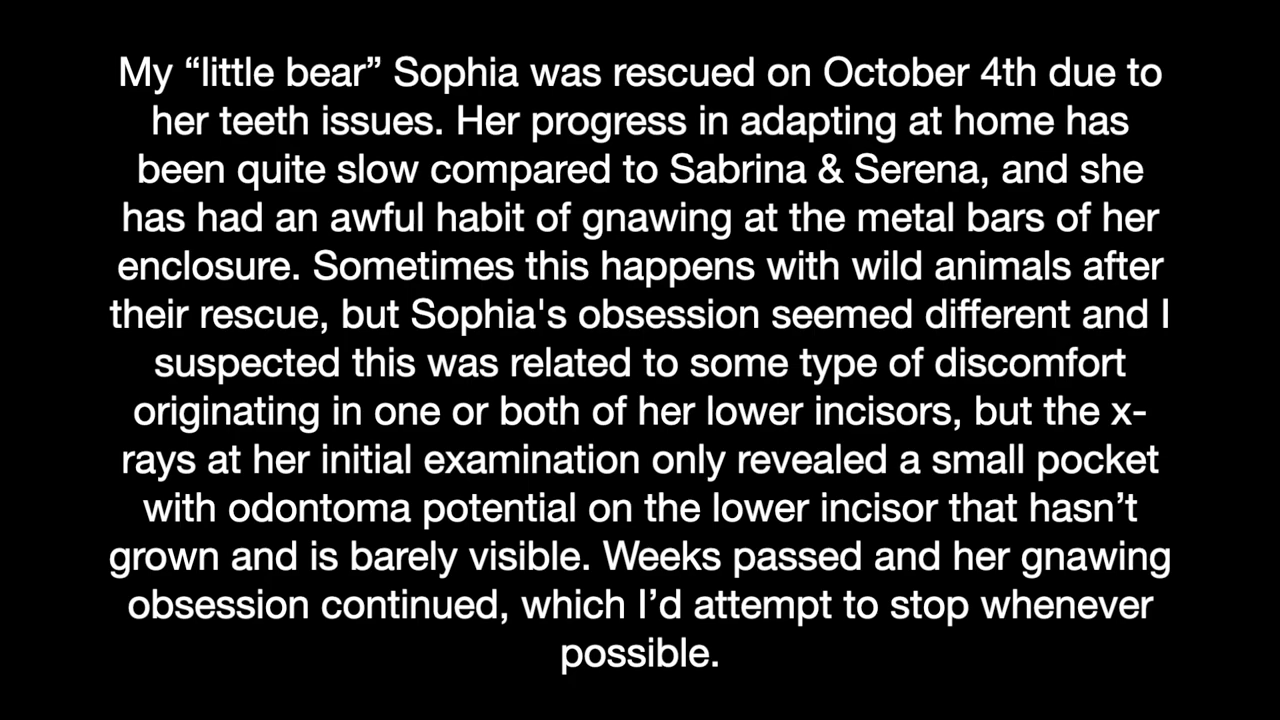 My “little bear” Sophia was rescued on October 4th due to
her teeth issues. Her progress in adapting at home has
been quite slow compared to Sabrina & Serena, and she
has had an awful habit of gnawing at the metal bars of her
enclosure. Sometimes this happens with wild animals after
their rescue, but Sophia's obsession seemed different and I
suspected this was related to some type of discomfort
originating in one or both of her lower incisors, but the x-
rays at her initial examination only revealed a small pocket
with odontoma potential on the lower incisor that hasn’t
grown and is barely visible. Weeks passed and her gnawing
obsession continued, which I’d attempt to stop whenever
possible.